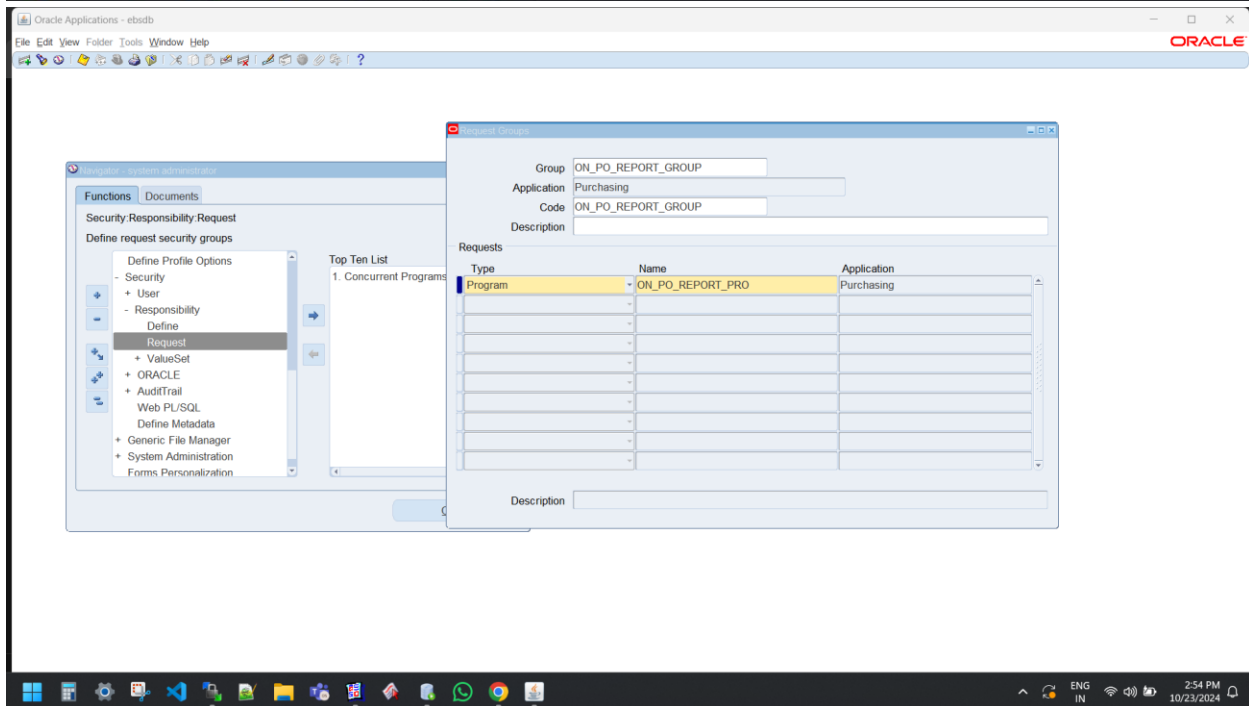 Oracle Applications - ebsdb
File Edit View Folder Tools Window Help
ORACLE
Request Groups
Group ON_PO_REPORT_GROUP
Application Purchasing
Code ON_PO_REPORT_GROUP
Description
Requests
Type Name Application
Program ON_PO_REPORT_PRO Purchasing
Description
Navigator - system administrator
Functions Documents
Security:Responsibility:Request
Define request security groups
Define Profile Options
- Security
+ User
- Responsibility
Define
Request
+ ValueSet
+ ORACLE
+ AuditTrail
Web PL/SQL
Define Metadata
+ Generic File Manager
+ System Administration
Forms Personalization
Top Ten List
1. Concurrent Programs
ENG
IN
2:54 PM
10/23/2024